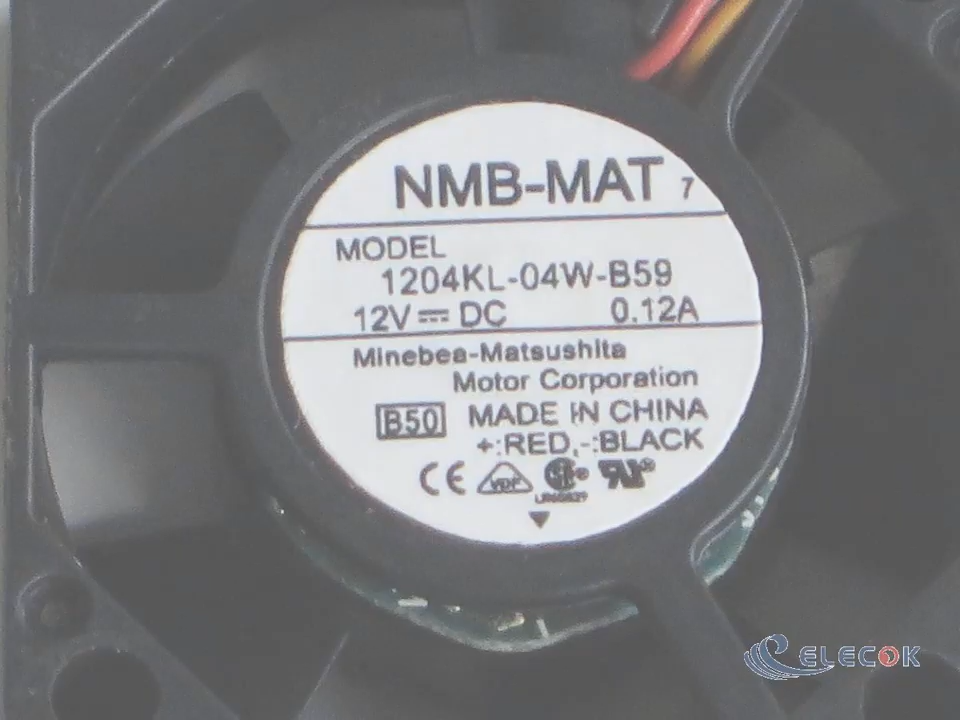 NMB-MAT 7
MODEL
1204KL-04W-B59
12V⎓DC 0.12A
Minebea-Matsushita
Motor Corporation
B50 MADE IN CHINA
+:RED,-:BLACK
CE VDE
ELECOK